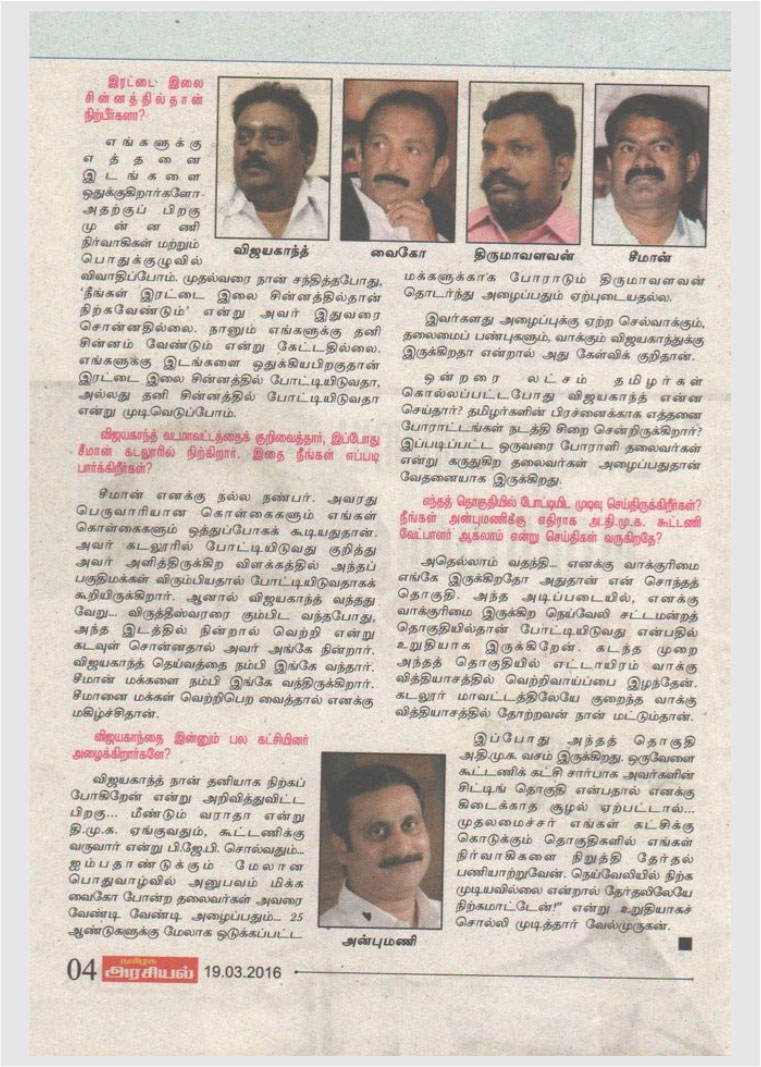 இரட்டை இலை
சின்னத்தில்தான்
நிற்பீர்களா?
எங்களுக்கு
எத்தனை
இடங்களை
ஒதுக்குகிறார்களோ
அதற்குப் பிறகு
முன்னணி
நிர்வாகிகள் மற்றும்
பொதுக்குழுவில்
விவாதிப்போம். முதல்வரை நான் சந்தித்தபோது,
‘நீங்கள் இரட்டை இலை சின்னத்தில்தான்
நிற்கவேண்டும்’ என்று அவர் இதுவரை
சொன்னதில்லை. நானும் எங்களுக்கு தனி
சின்னம் வேண்டும் என்று கேட்டதில்லை.
எங்களுக்கு இடங்களை ஒதுக்கியபிறகுதான்
இரட்டை இலை சின்னத்தில் போட்டியிடுவதா,
அல்லது தனி சின்னத்தில் போட்டியிடுவதா
என்று முடிவெடுப்போம்.
விஜயகாந்த் வடமாவட்டத்தைக் குறிவைத்தார், இப்போது
சீமான் கடலூரில் நிற்கிறார். இதை நீங்கள் எப்படி
பார்க்கிறீர்கள்?
சீமான் எனக்கு நல்ல நண்பர். அவரது
பெருவாரியான கொள்கைகளும் எங்கள்
கொள்கைகளும் ஒத்துப்போகக் கூடியதுதான்.
அவர் கடலூரில் போட்டியிடுவது குறித்து
அவர் அளித்திருக்கிற விளக்கத்தில் அந்தப்
பகுதிமக்கள் விரும்பியதால் போட்டியிடுவதாகக்
கூறியிருக்கிறார். ஆனால் விஜயகாந்த் வந்தது
வேறு... விருத்தீஸ்வரரை கும்பிட வந்தபோது,
அந்த இடத்தில் நின்றால் வெற்றி என்று
கடவுள் சொன்னதால் அவர் அங்கே நின்றார்.
விஜயகாந்த் தெய்வத்தை நம்பி இங்கே வந்தார்.
சீமான் மக்களை நம்பி இங்கே வந்திருக்கிறார்.
சீமானை மக்கள் வெற்றிபெற வைத்தால் எனக்கு
மகிழ்ச்சிதான்.
விஜயகாந்தை இன்னும் பல கட்சியினர்
அழைக்கிறார்களே?
விஜயகாந்த் நான் தனியாக நிற்கப்
போகிறேன் என்று அறிவித்துவிட்ட
பிறகு... மீண்டும் வராதா என்று
தி.மு.க. ஏங்குவதும், கூட்டணிக்கு
வருவார் என்று பி.ஜே.பி. சொல்வதும்...
ஐம்பதாண்டுக்கும் மேலான
பொதுவாழ்வில் அனுபவம் மிக்க
வைகோ போன்ற தலைவர்கள் அவரை
வேண்டி வேண்டி அழைப்பதும்... 25
ஆண்டுகளுக்கு மேலாக ஒடுக்கப்பட்ட
விஜயகாந்த்
வைகோ
திருமாவளவன்
சீமான்
மக்களுக்காக போராடும் திருமாவளவன்
தொடர்ந்து அழைப்பதும் ஏற்புடையதல்ல.
இவர்களது அழைப்புக்கு ஏற்ற செல்வாக்கும்,
தலைமைப் பண்புகளும், வாக்கும் விஜயகாந்துக்கு
இருக்கிறதா என்றால் அது கேள்விக் குறிதான்.
ஒன்றரை லட்சம் தமிழர்கள்
கொல்லப்பட்டபோது விஜயகாந்த் என்ன
செய்தார்? தமிழர்களின் பிரச்னைக்காக எத்தனை
போராட்டங்கள் நடத்தி சிறை சென்றிருக்கிறார்?
இப்படிப்பட்ட ஒருவரை போராளி தலைவர்கள்
என்று கருதுகிற தலைவர்கள் அழைப்பதுதான்
வேதனையாக இருக்கிறது.
எந்தத் தொகுதியில் போட்டியிட முடிவு செய்திருக்கிறீர்கள்?
நீங்கள் அன்புமணிக்கு எதிராக அ.தி.மு.க. கூட்டணி
வேட்பாளர் ஆகலாம் என்று செய்திகள் வருகிறதே?
அதெல்லாம் வதந்தி... எனக்கு வாக்குரிமை
எங்கே இருக்கிறதோ அதுதான் என் சொந்தத்
தொகுதி. அந்த அடிப்படையில், எனக்கு
வாக்குரிமை இருக்கிற நெய்வேலி சட்டமன்றத்
தொகுதியில்தான் போட்டியிடுவது என்பதில்
உறுதியாக இருக்கிறேன். கடந்த முறை
அந்தத் தொகுதியில் எட்டாயிரம் வாக்கு
வித்தியாசத்தில் வெற்றிவாய்ப்பை இழந்தேன்.
கடலூர் மாவட்டத்திலேயே குறைந்த வாக்கு
வித்தியாசத்தில் தோற்றவன் நான் மட்டும்தான்.
இப்போது அந்தத் தொகுதி
அ.தி.மு.க. வசம் இருக்கிறது. ஒருவேளை
கூட்டணிக் கட்சி சார்பாக அவர்களின்
சிட்டிங் தொகுதி என்பதால் எனக்கு
கிடைக்காத சூழல் ஏற்பட்டால்...
முதலமைச்சர் எங்கள் கட்சிக்கு
கொடுக்கும் தொகுதிகளில் எங்கள்
நிர்வாகிகளை நிறுத்தி தேர்தல்
பணியாற்றுவேன். நெய்வேலியில் நிற்க
முடியவில்லை என்றால் தேர்தலிலேயே
நிற்கமாட்டேன்!” என்று உறுதியாகச்
சொல்லி முடித்தார் வேல்முருகன்.
அன்புமணி
04 தமிழக அரசியல் 19.03.2016